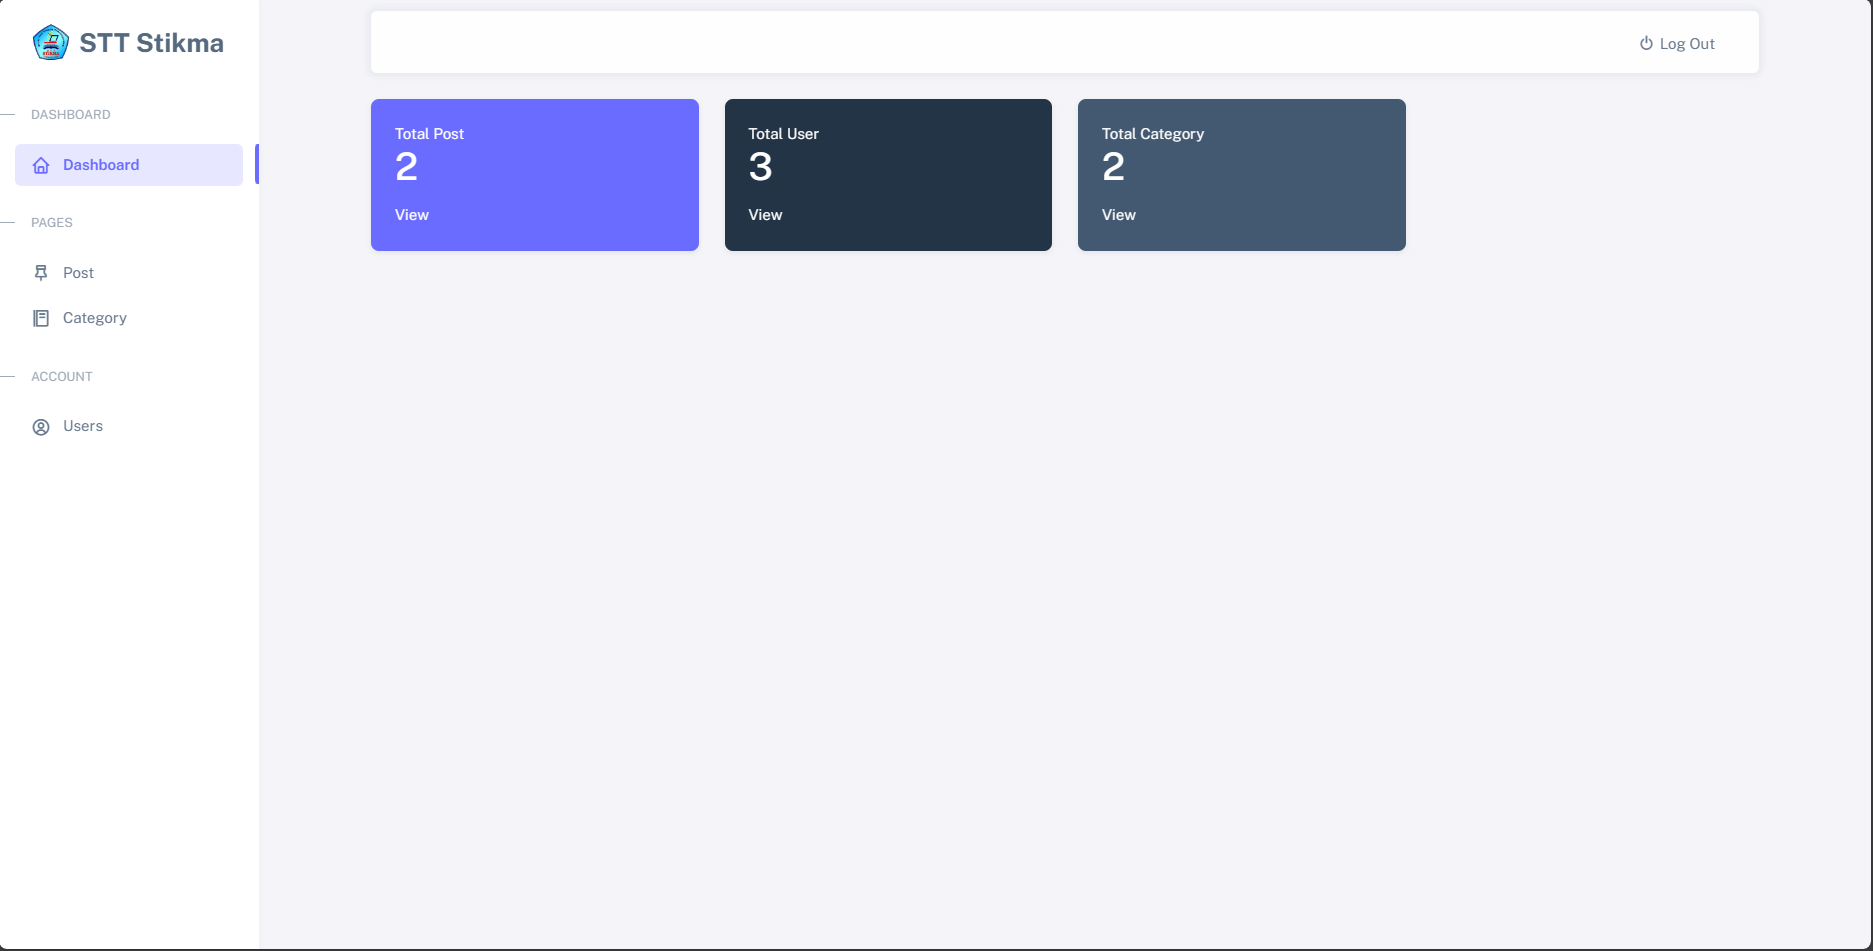 STT Stikma
DASHBOARD
Dashboard
PAGES
Post
Category
ACCOUNT
Users
Log Out
Total Post
2
View
Total User
3
View
Total Category
2
View